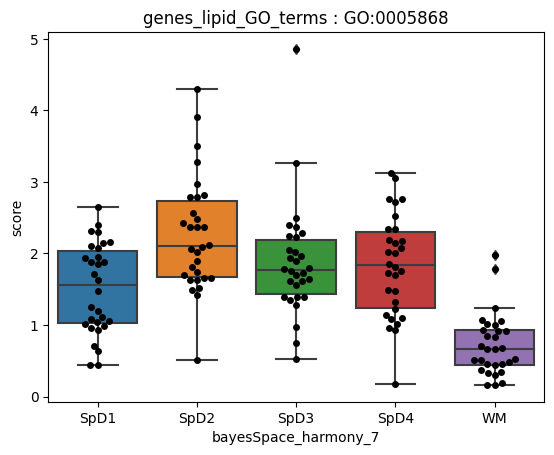 genes_lipid_GO_terms : GO:0005868
5
4
3
2
1
0
score
SpD1 SpD2 SpD3 SpD4 WM
bayesSpace_harmony_7